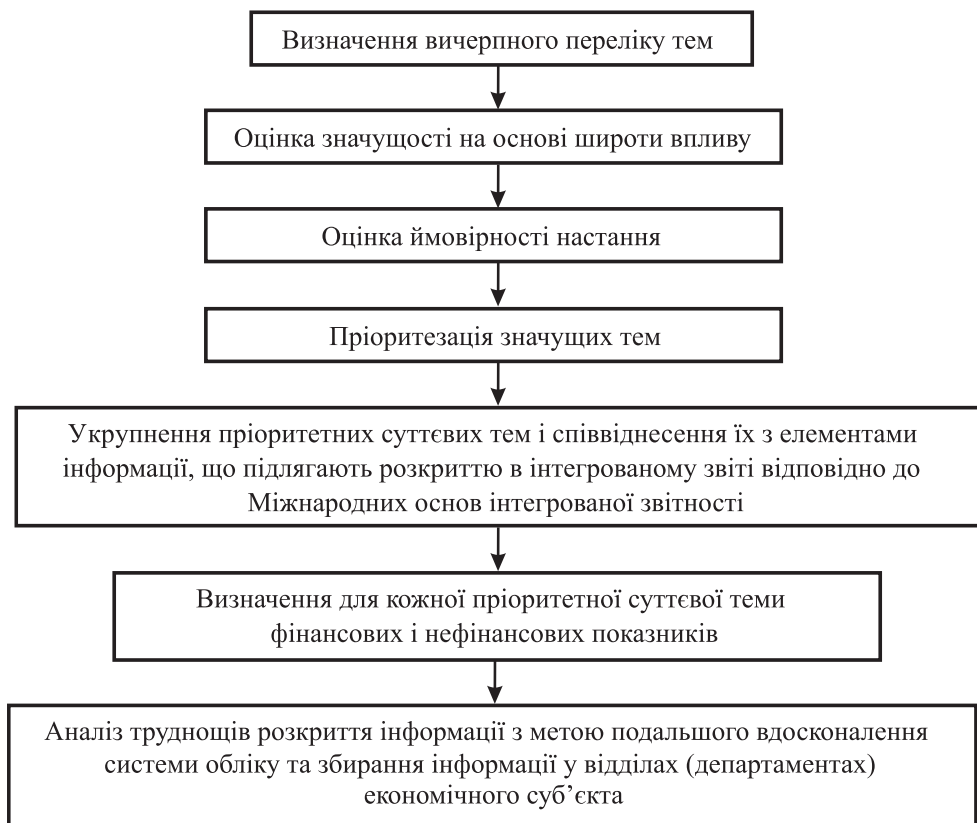 Визначення вичерпного переліку тем
Оцінка значущості на основі широти впливу
Оцінка ймовірності настання
Пріоритезація значущих тем
Укрупнення пріоритетних суттєвих тем і співвіднесення їх з елементами
інформації, що підлягають розкриттю в інтегрованому звіті відповідно до
Міжнародних основ інтегрованої звітності
Визначення для кожної пріоритетної суттєвої теми
фінансових і нефінансових показників
Аналіз труднощів розкриття інформації з метою подальшого вдосконалення
системи обліку та збирання інформації у відділах (департаментах)
економічного суб’єкта